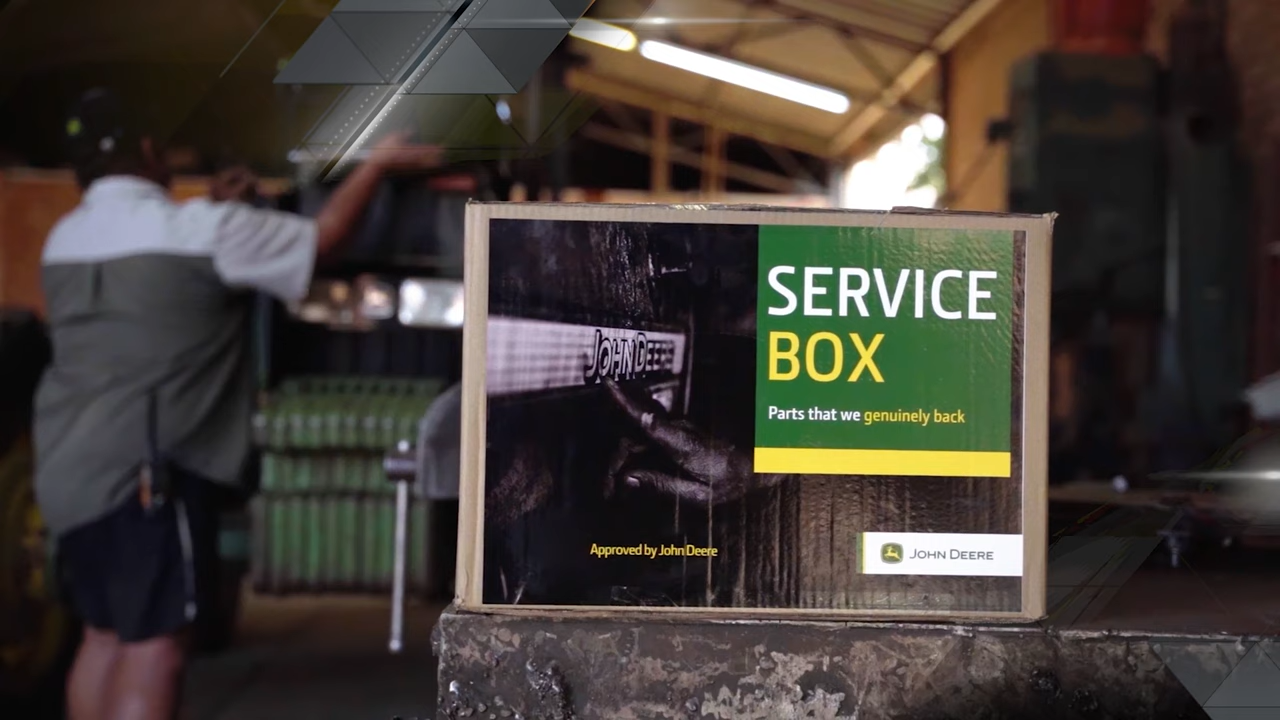 SERVICE
BOX
Parts that we genuinely back
JOHN DEERE
Approved by John Deere
JOHN DEERE